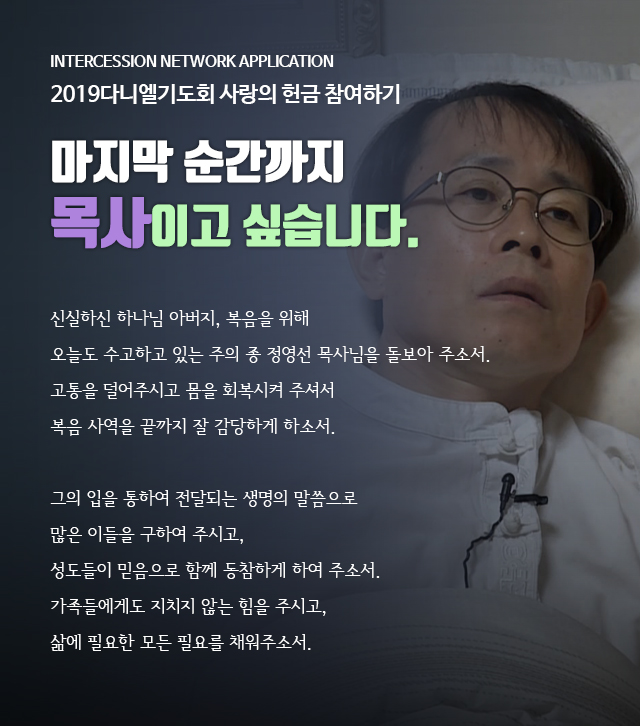 INTERCESSION NETWORK APPLICATION
2019다니엘기도회 사랑의 헌금 참여하기
마지막 순간까지
목사이고 싶습니다.
신실하신 하나님 아버지, 복음을 위해
오늘도 수고하고 있는 주의 종 정영선 목사님을 돌보아 주소서.
고통을 덜어주시고 몸을 회복시켜 주셔서
복음 사역을 끝까지 잘 감당하게 하소서.
그의 입을 통하여 전달되는 생명의 말씀으로
많은 이들을 구하여 주시고,
성도들이 믿음으로 함께 동참하게 하여 주소서.
가족들에게도 지치지 않는 힘을 주시고,
삶에 필요한 모든 필요를 채워주소서.